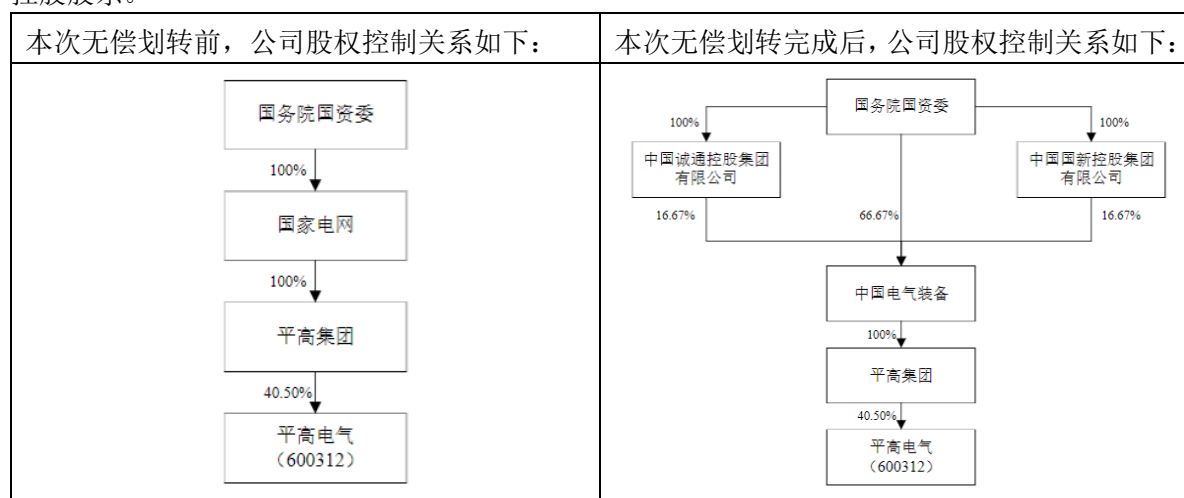 控股股东。
本次无偿划转前，公司股权控制关系如下：
国务院国资委
100%
国家电网
100%
平高集团
40.50%
平高电气
（600312）
本次无偿划转完成后，公司股权控制关系如下：
国务院国资委
100%
100%
中国诚通控股集团
有限公司
中国国新控股集团
有限公司
16.67%
66.67%
16.67%
中国电气装备
100%
平高集团
40.50%
平高电气
（600312）